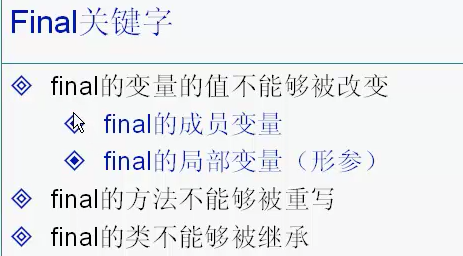 Final关键字
final的变量的值不能够被改变
final的成员变量
final的局部变量（形参）
final的方法不能够被重写
final的类不能够被继承